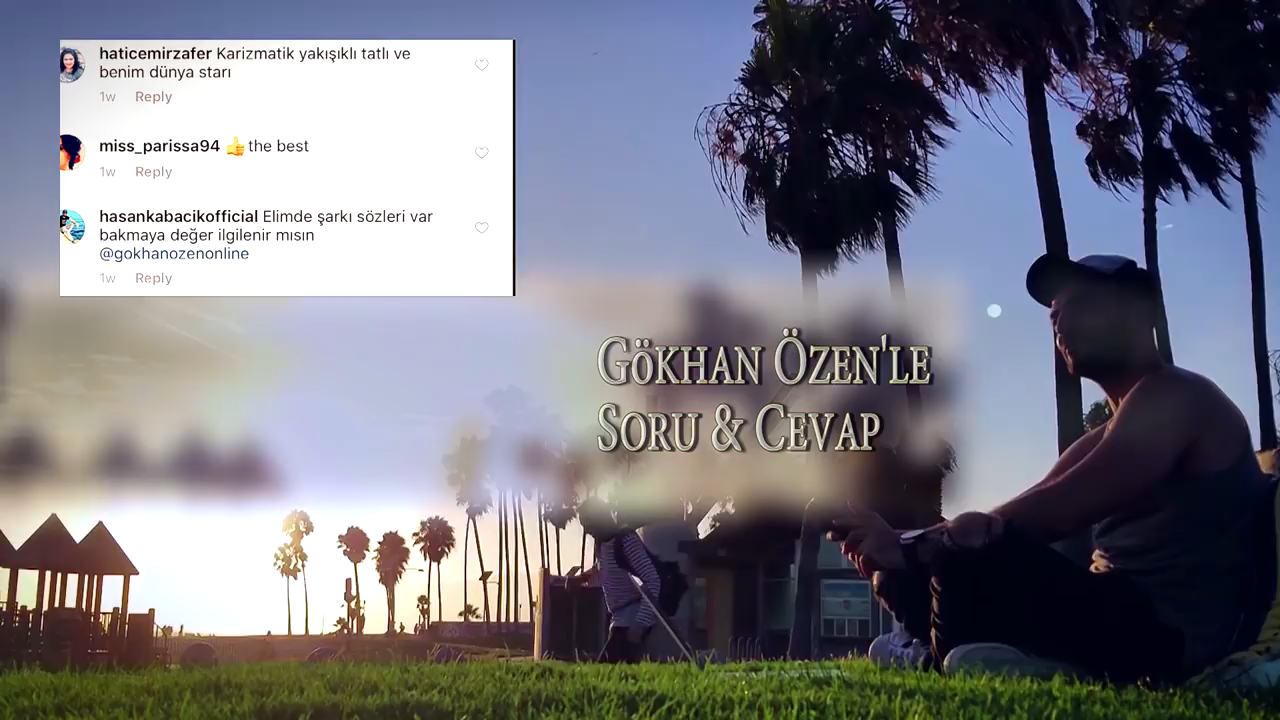 haticemirzafer Karizmatik yakışıklı tatlı ve
benim dünya starı
1w Reply
miss_parissa94 👍the best
1w Reply
hasankabacikofficial Elimde şarkı sözleri var
bakmaya değer ilgilenir mısın
@gokhanozenonline
1w Reply
Gökhan Özen'le
Soru & Cevap